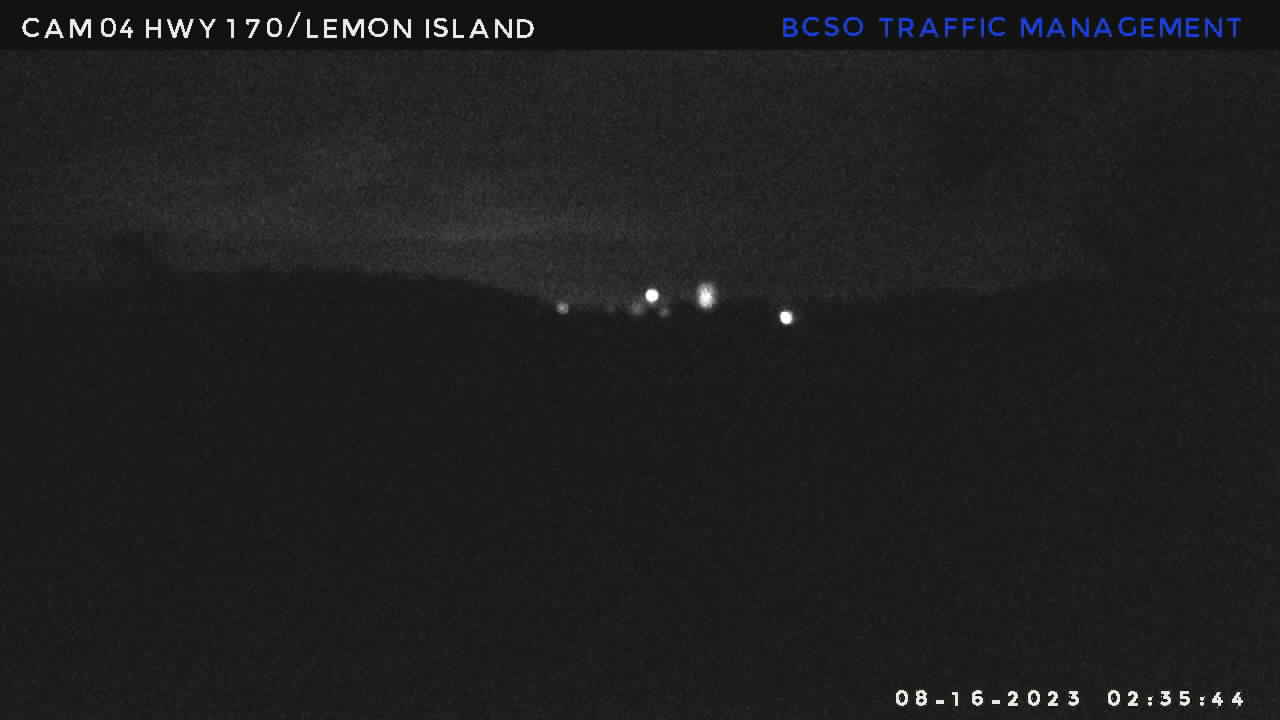 CAM04 HWY 170/LEMON ISLAND
BCSO TRAFFIC MANAGEMENT
08-16-2023 02:35:44